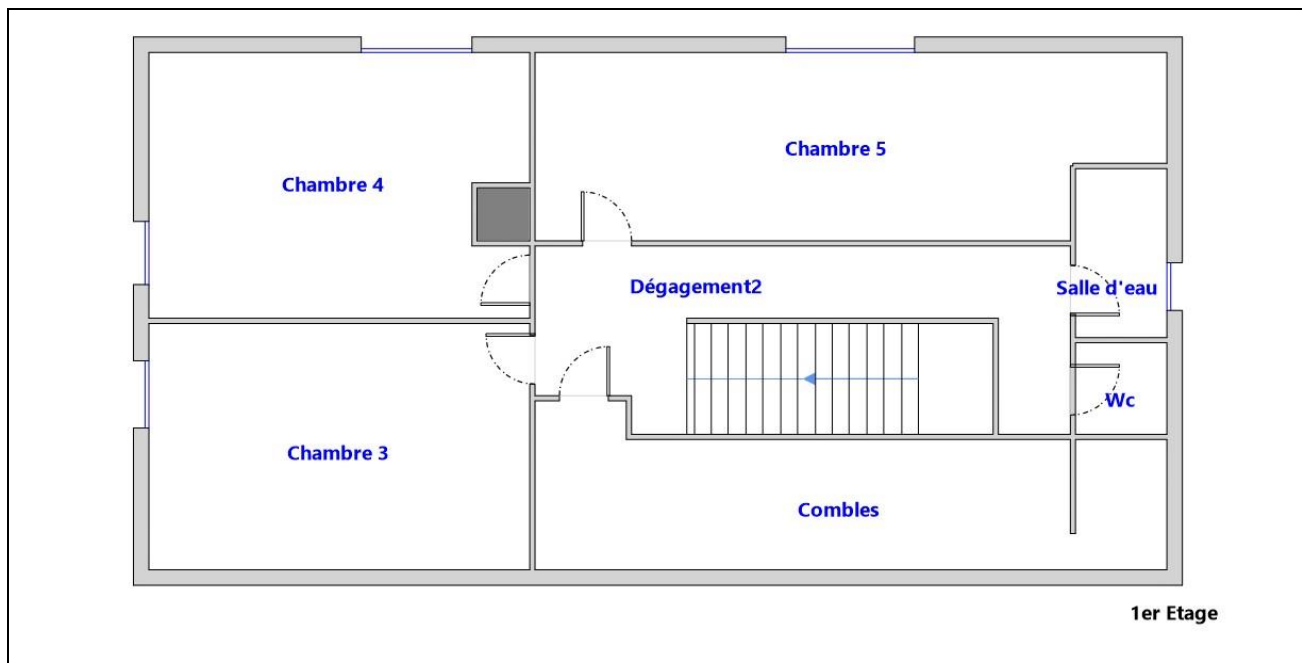 Chambre 5
Chambre 4
Dégagement2
Salle d'eau
Wc
Chambre 3
Combles
1er Etage